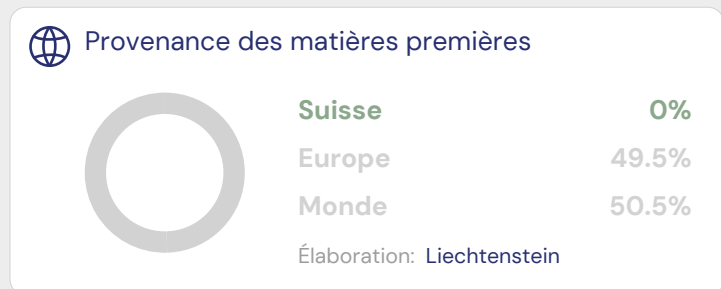 Provenance des matières premières
Suisse 0%
Europe 49.5%
Monde 50.5%
Élaboration: Liechtenstein